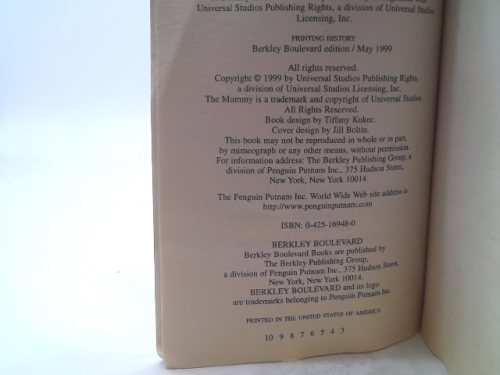 Universal Studios Publishing Rights, a division of Universal Studios
Licensing, Inc.
PRINTING HISTORY
Berkley Boulevard edition / May 1999
All rights reserved.
Copyright © 1999 by Universal Studios Publishing Rights,
a division of Universal Studios Licensing, Inc.
The Mummy is a trademark and copyright of Universal Studios.
All Rights Reserved.
Book design by Tiffany Kukec.
Cover design by Jill Boltin.
This book may not be reproduced in whole or in part,
by mimeograph or any other means, without permission.
For information address: The Berkley Publishing Group, a
division of Penguin Putnam Inc., 375 Hudson Street,
New York, New York 10014.
The Penguin Putnam Inc. World Wide Web site address is
http://www.penguinputnam.com
ISBN: 0-425-16948-0
BERKLEY BOULEVARD
Berkley Boulevard Books are published by
The Berkley Publishing Group,
a division of Penguin Putnam Inc., 375 Hudson Street,
New York, New York 10014.
BERKLEY BOULEVARD and its logo
are trademarks belonging to Penguin Putnam Inc.
PRINTED IN THE UNITED STATES OF AMERICA
10 9 8 7 6 5 4 3